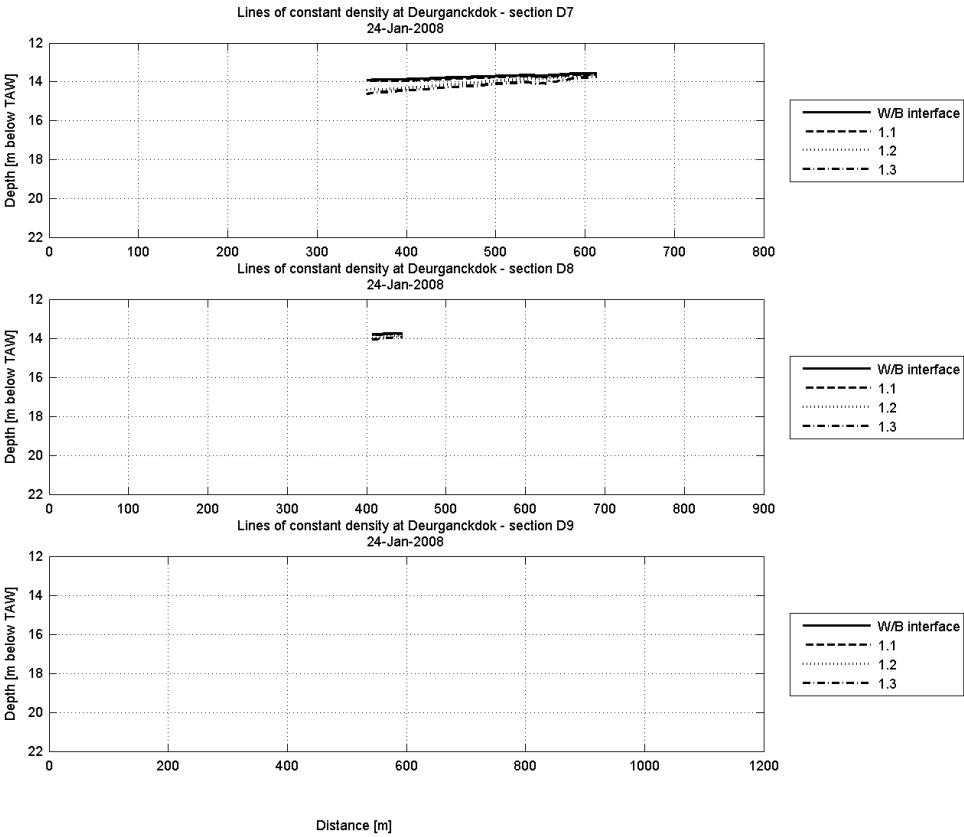 Lines of constant density at Deurganckdok - section D7
24-Jan-2008
Depth [m below TAW]
12
14
16
18
20
22
0 100 200 300 400 500 600 700 800
W/B interface
1.1
1.2
1.3
Lines of constant density at Deurganckdok - section D8
24-Jan-2008
Depth [m below TAW]
12
14
16
18
20
22
0 100 200 300 400 500 600 700 800 900
W/B interface
1.1
1.2
1.3
Lines of constant density at Deurganckdok - section D9
24-Jan-2008
Depth [m below TAW]
12
14
16
18
20
22
0 200 400 600 800 1000 1200
W/B interface
1.1
1.2
1.3
Distance [m]